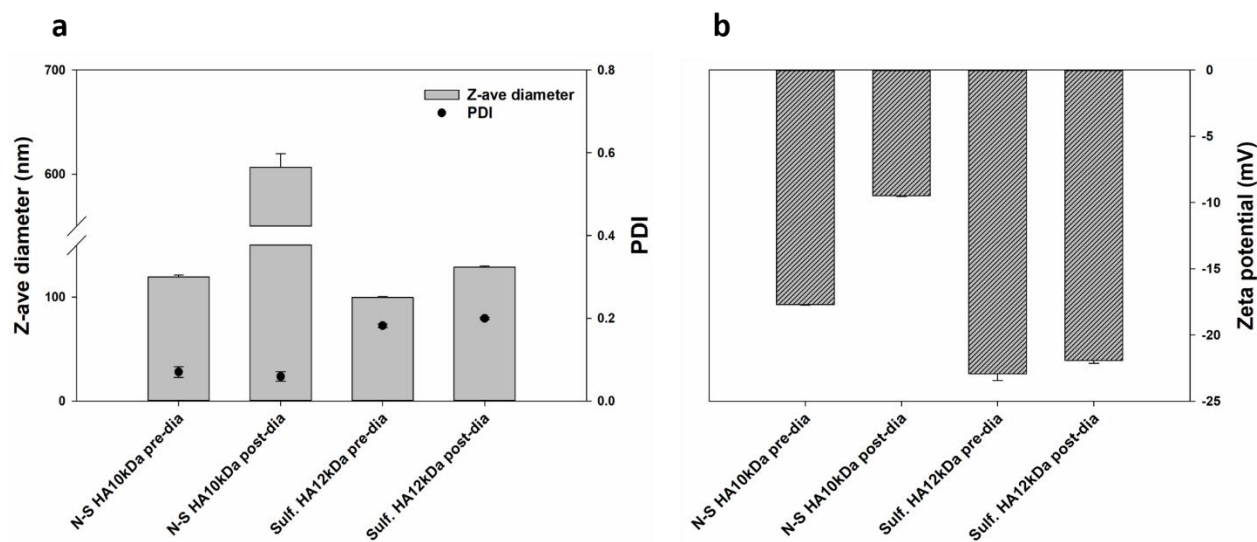 a
700
600
100
0
Z-ave diameter (nm)
Z-ave diameter
PDI
0.8
0.6
0.4
0.2
0.0
PDI
N-S HA10kDa pre-dia
N-S HA10kDa post-dia
Sulf. HA12kDa pre-dia
Sulf. HA12kDa post-dia
b
0
-5
-10
-15
-20
-25
Zeta potential (mV)
N-S HA10kDa pre-dia
N-S HA10kDa post-dia
Sulf. HA12kDa pre-dia
Sulf. HA12kDa post-dia